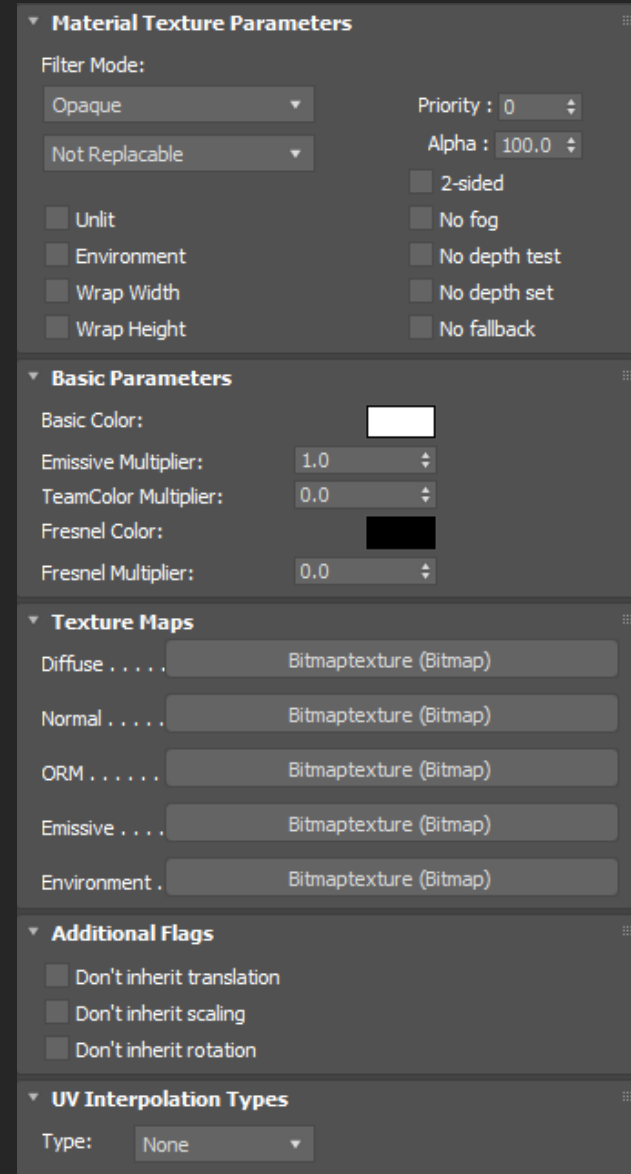 Material Texture Parameters
Filter Mode:
Opaque Priority : 0
Not Replacable Alpha : 100.0
2-sided
Unlit No fog
Environment No depth test
Wrap Width No depth set
Wrap Height No fallback
Basic Parameters
Basic Color:
Emissive Multiplier: 1.0
TeamColor Multiplier: 0.0
Fresnel Color:
Fresnel Multiplier: 0.0
Texture Maps
Diffuse . . . . . Bitmaptexture (Bitmap)
Normal . . . . . Bitmaptexture (Bitmap)
ORM . . . . . . Bitmaptexture (Bitmap)
Emissive . . . . Bitmaptexture (Bitmap)
Environment . Bitmaptexture (Bitmap)
Additional Flags
Don't inherit translation
Don't inherit scaling
Don't inherit rotation
UV Interpolation Types
Type: None